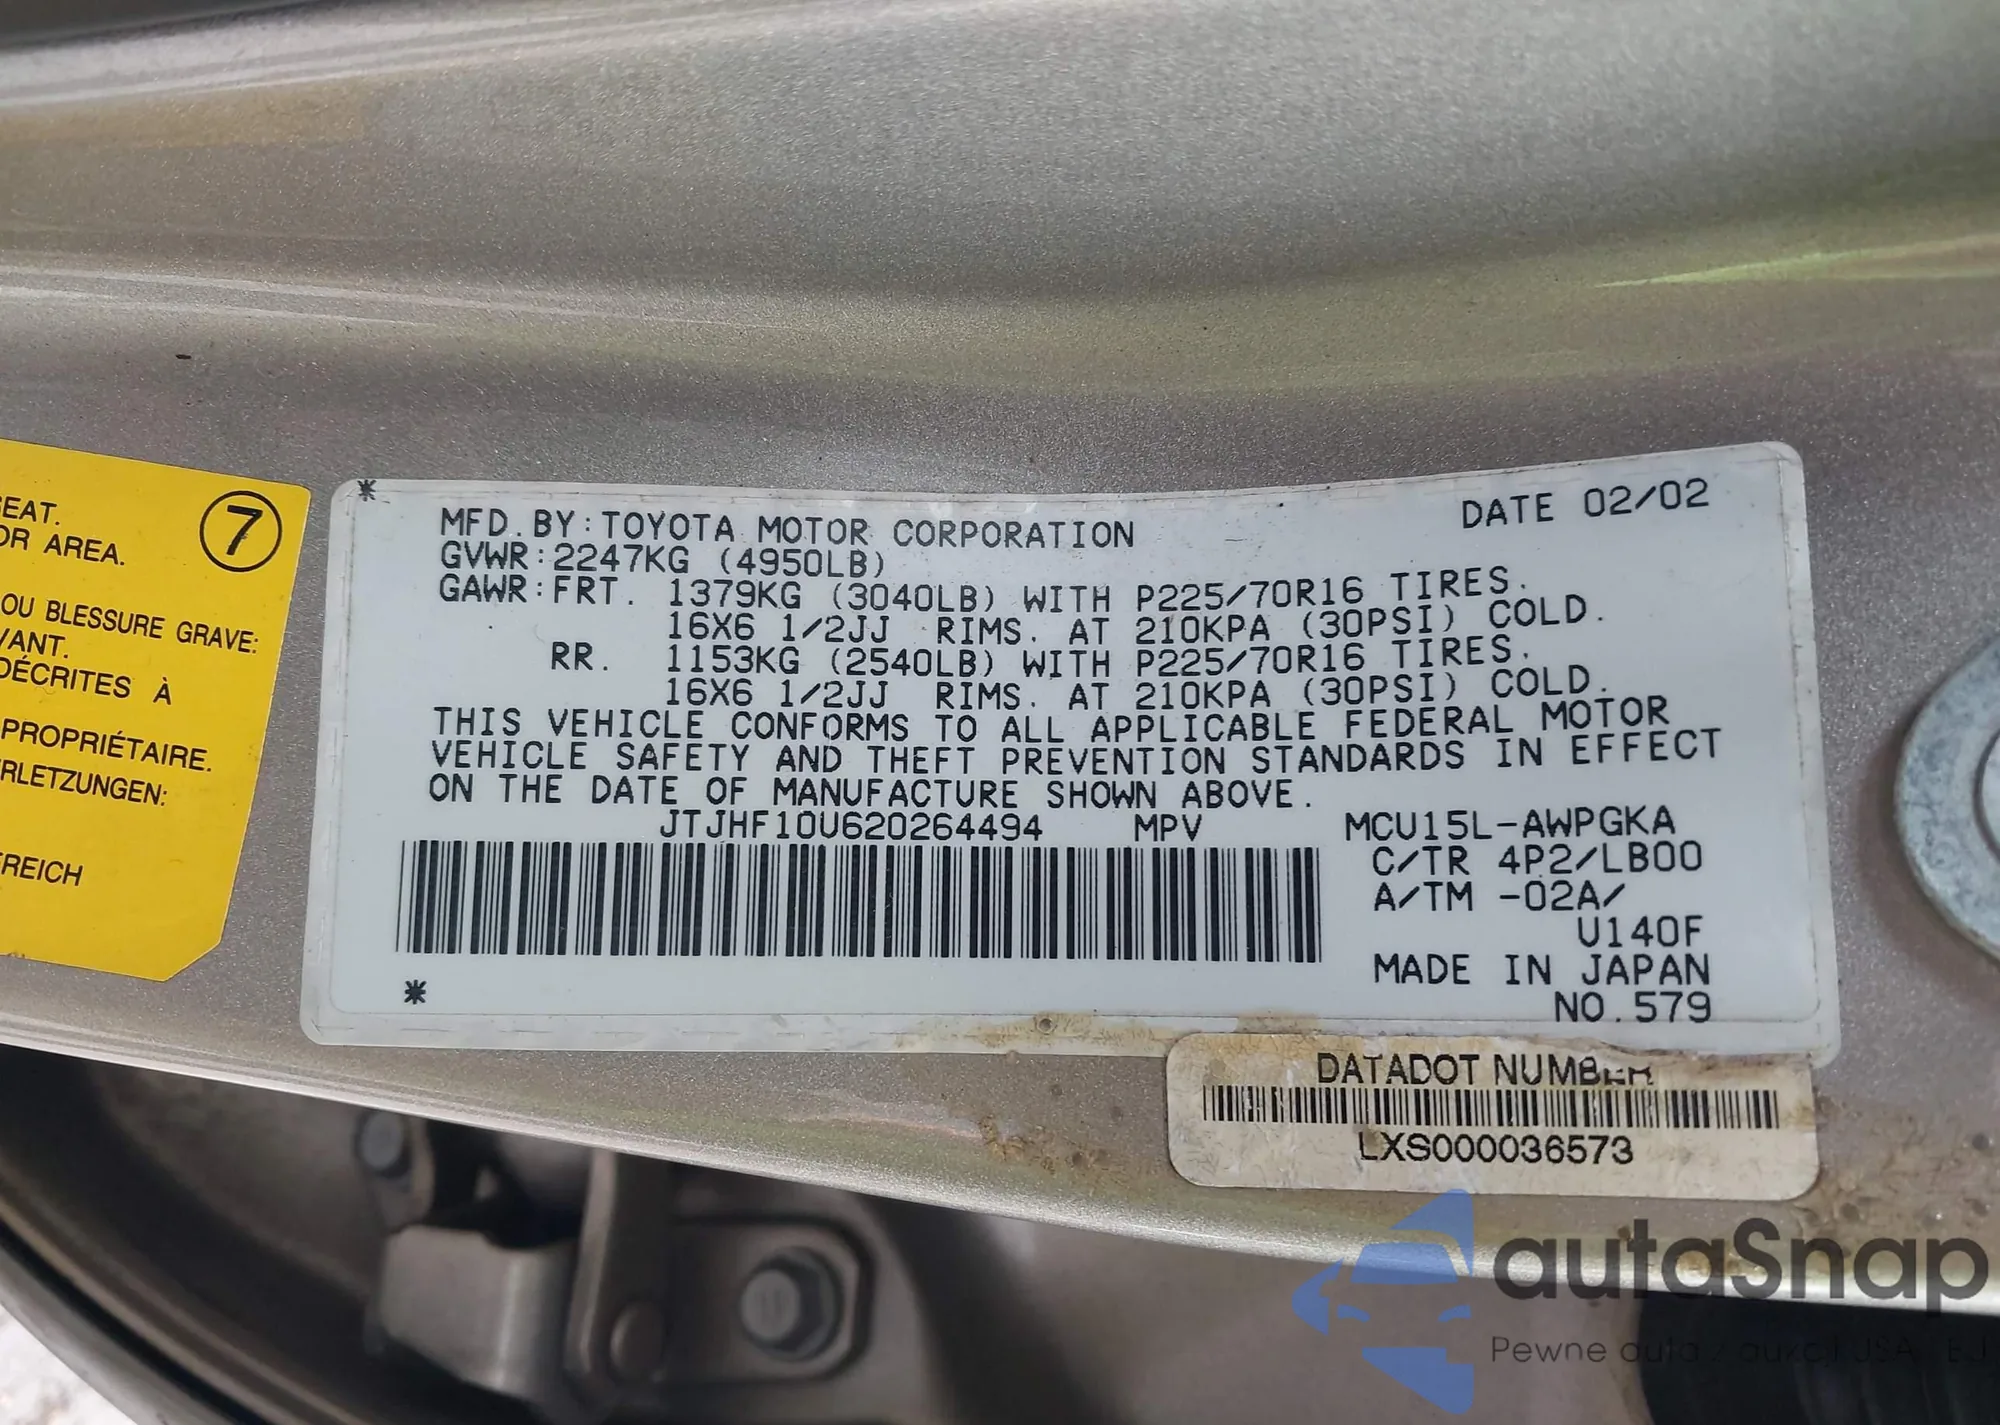 EAT.
OR AREA.
7
OU BLESSURE GRAVE:
VANT.
DÉCRITES À
PROPRIÉTAIRE.
RLETZUNGEN:
REICH
MFD. BY: TOYOTA MOTOR CORPORATION DATE 02/02
GVWR: 2247KG (4950LB)
GAWR: FRT. 1379KG (3040LB) WITH P225/70R16 TIRES.
16X6 1/2JJ RIMS. AT 210KPA (30PSI) COLD.
RR. 1153KG (2540LB) WITH P225/70R16 TIRES.
16X6 1/2JJ RIMS. AT 210KPA (30PSI) COLD.
THIS VEHICLE CONFORMS TO ALL APPLICABLE FEDERAL MOTOR
VEHICLE SAFETY AND THEFT PREVENTION STANDARDS IN EFFECT
ON THE DATE OF MANUFACTURE SHOWN ABOVE.
JTJHF10U620264494 MPV MCU15L-AWPGKA
C/TR 4P2/LB00
A/TM -02A/
U140F
MADE IN JAPAN
NO. 579
DATADOT NUMBER
LXS000036573
autaSnap
Pewne auta z aukcji USA i EU